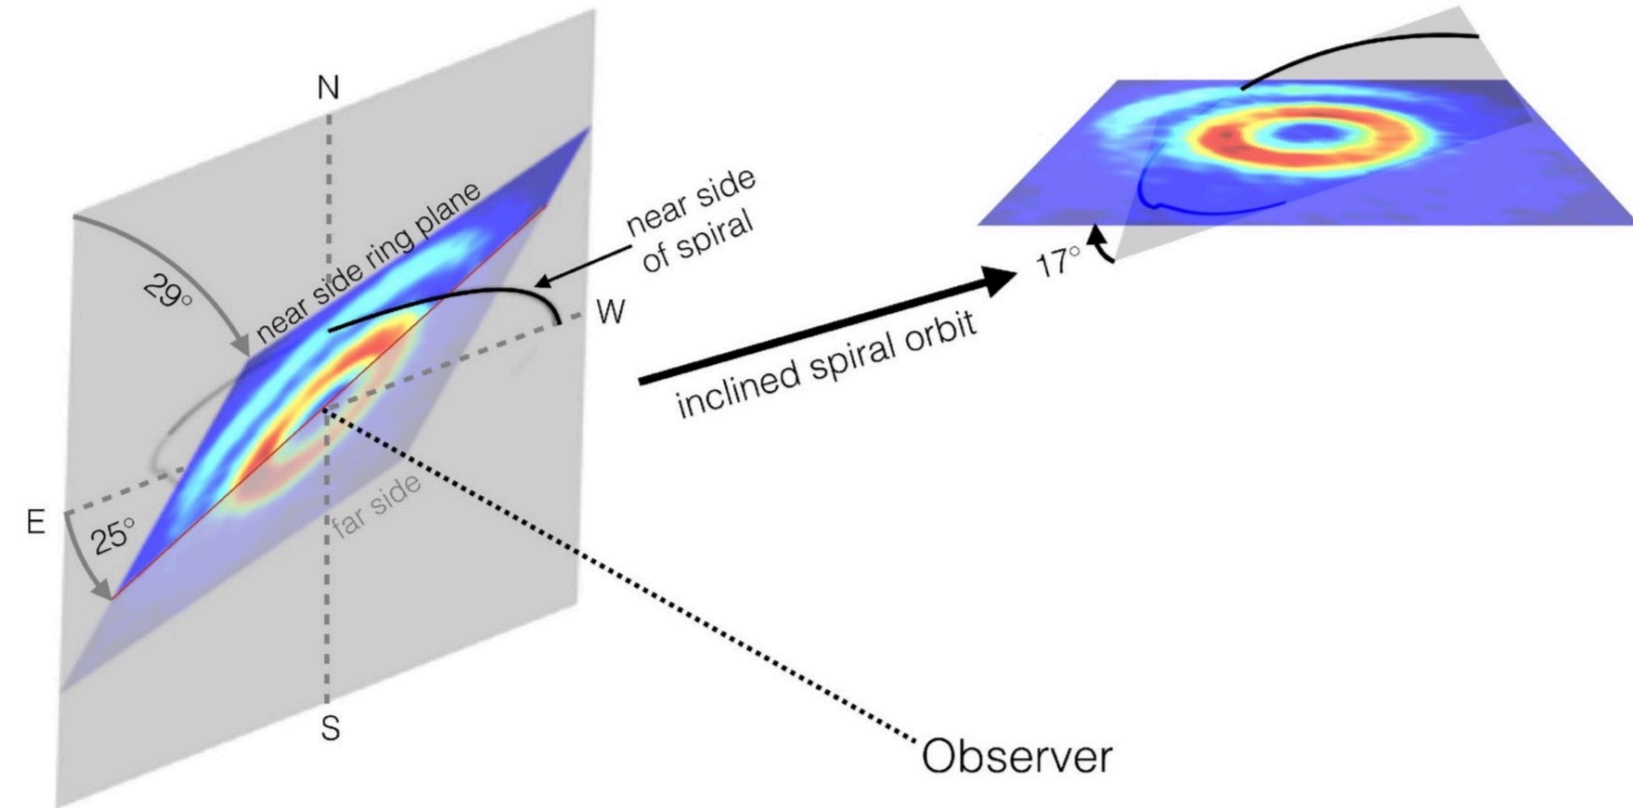 N
near side ring plane
29°
near side
of spiral
W
E
25°
far side
S
Observer
inclined spiral orbit
17°